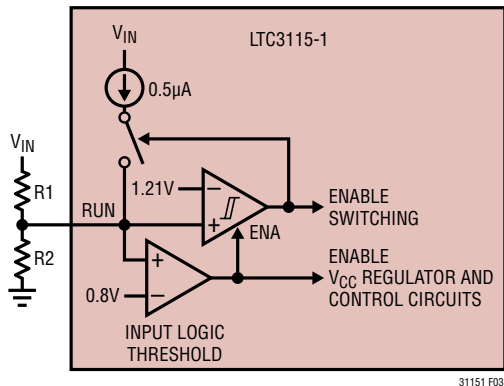 LTC3115-1
VIN
0.5µA
VIN
R1
RUN
R2
1.21V
–
+
ENA
ENABLE
SWITCHING
+
0.8V
–
ENABLE
VCC REGULATOR AND
CONTROL CIRCUITS
INPUT LOGIC
THRESHOLD
31151 F03